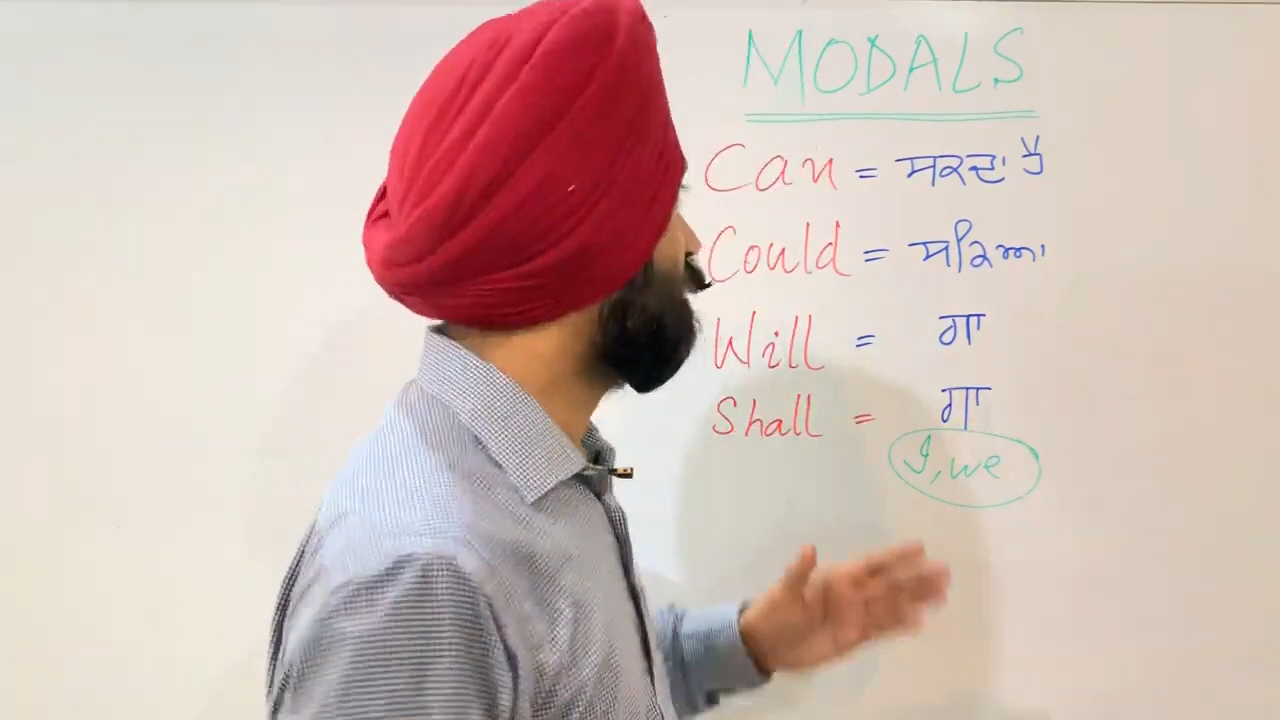 MODALS
Can = ਸਕਦਾ ਹੈ
Could = ਸਕਿਆ
Will = ਗਾ
Shall = ਗਾ
I, we